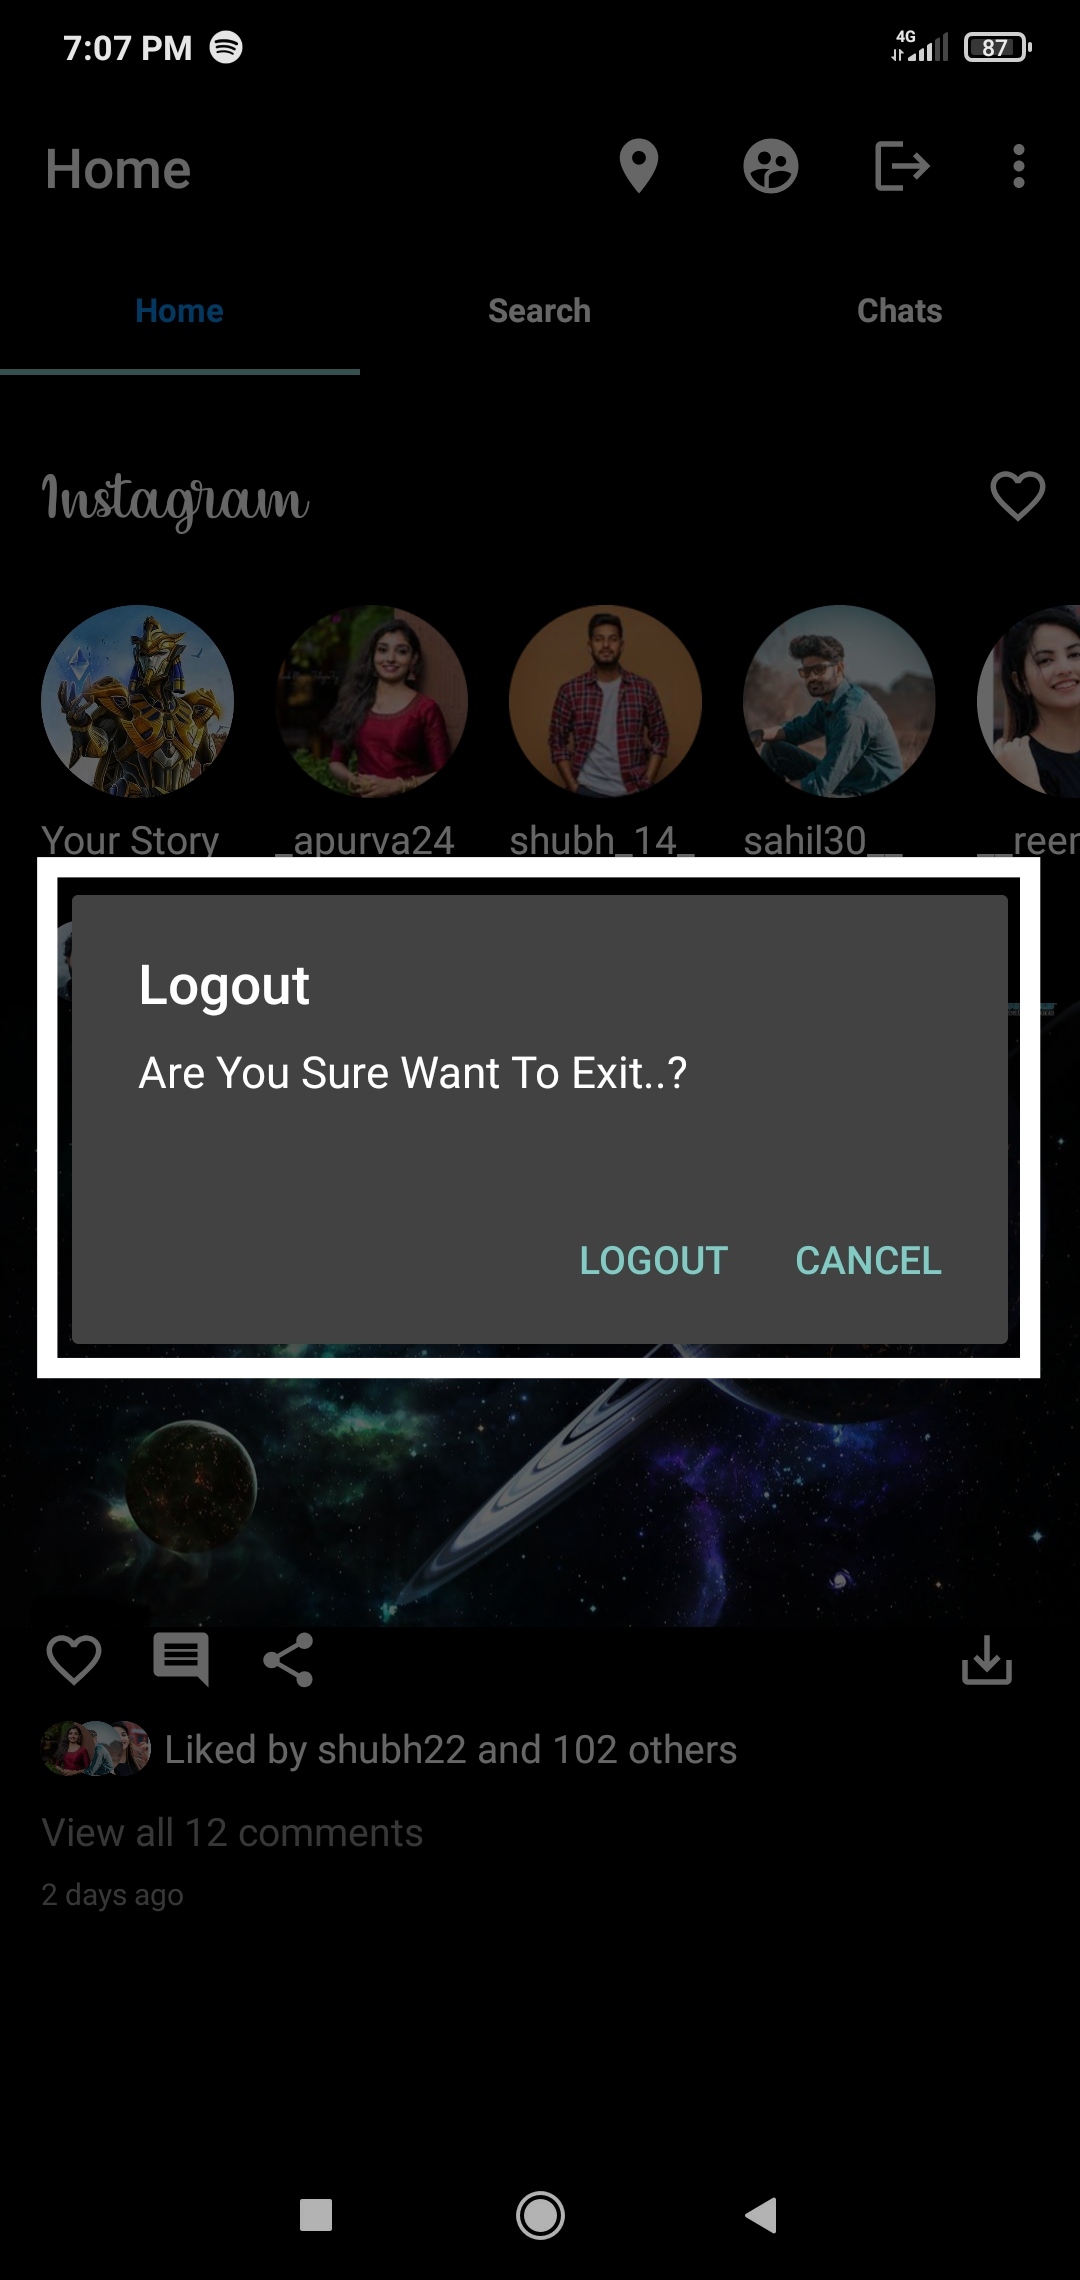 7:07 PM 4G 87
Home
Home Search Chats
Instagram
Your Story _apurva24 shubh_14_ sahil30__ __reen
Logout
Are You Sure Want To Exit..?
LOGOUT CANCEL
Liked by shubh22 and 102 others
View all 12 comments
2 days ago